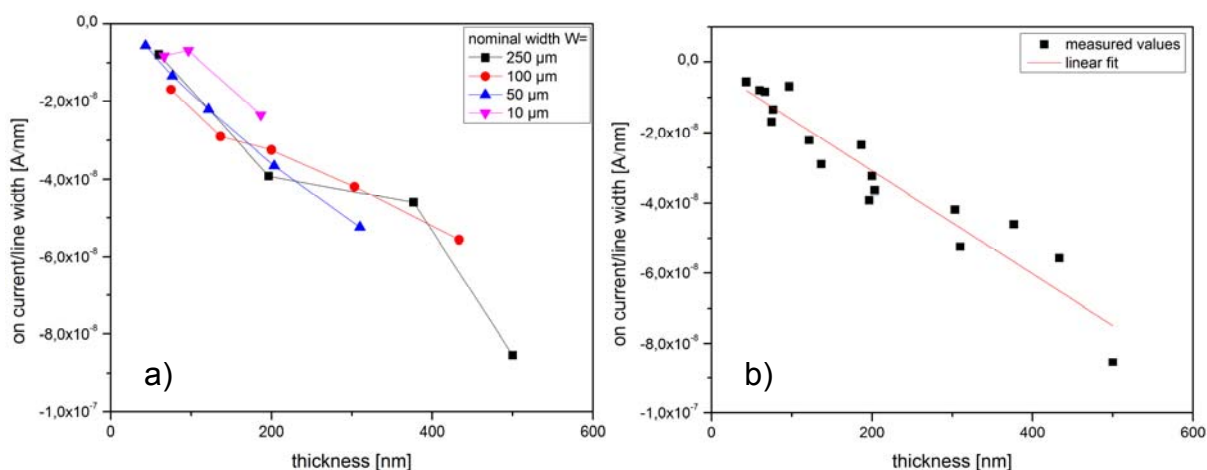 0,0
-2,0x10⁻⁸
-4,0x10⁻⁸
-6,0x10⁻⁸
-8,0x10⁻⁸
-1,0x10⁻⁷
on current/line width [A/nm]
nominal width W=
250 µm
100 µm
50 µm
10 µm
a)
0
200
400
600
thickness [nm]
0,0
-2,0x10⁻⁸
-4,0x10⁻⁸
-6,0x10⁻⁸
-8,0x10⁻⁸
-1,0x10⁻⁷
on current/line width [A/nm]
measured values
linear fit
b)
0
200
400
600
thickness [nm]